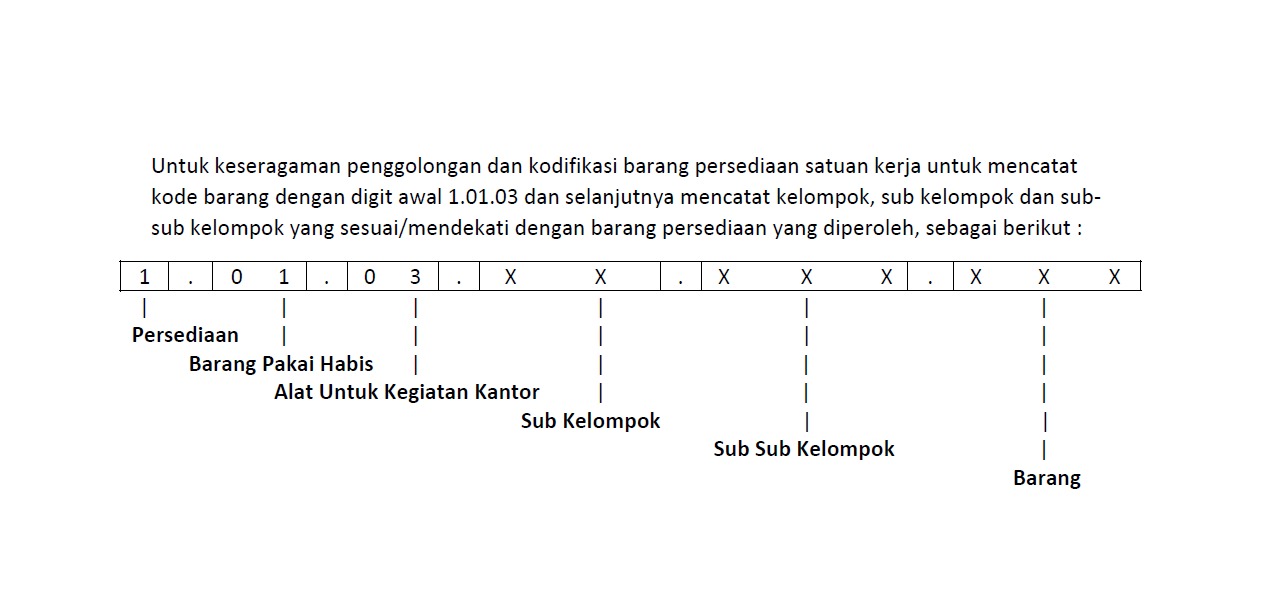 Untuk keseragaman penggolongan dan kodifikasi barang persediaan satuan kerja untuk mencatat
kode barang dengan digit awal 1.01.03 dan selanjutnya mencatat kelompok, sub kelompok dan sub-
sub kelompok yang sesuai/mendekati dengan barang persediaan yang diperoleh, sebagai berikut :
1 . 0 1 . 0 3 . X X . X X X . X X X
| | | | | |
Persediaan | | | | |
Barang Pakai Habis | | | |
Alat Untuk Kegiatan Kantor | | |
Sub Kelompok | |
Sub Sub Kelompok |
Barang